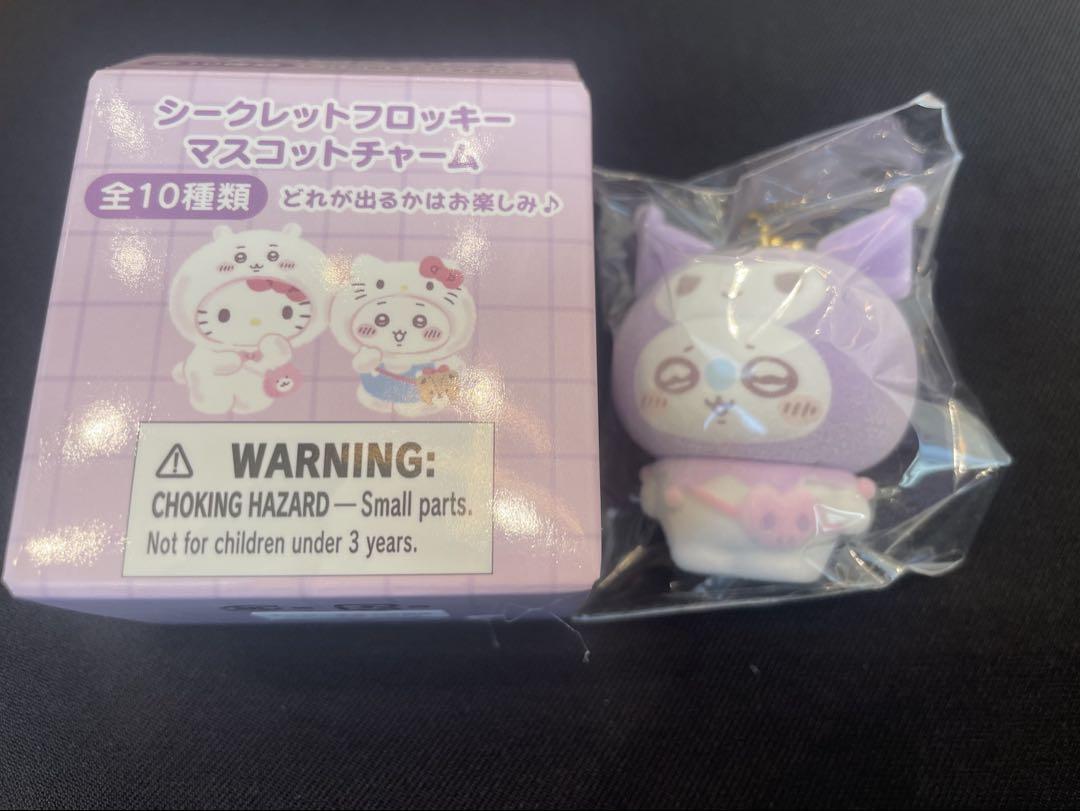 シークレットフロッキー
マスコットチャーム
全10種類 どれが出るかはお楽しみ♪
⚠ WARNING:
CHOKING HAZARD — Small parts.
Not for children under 3 years.